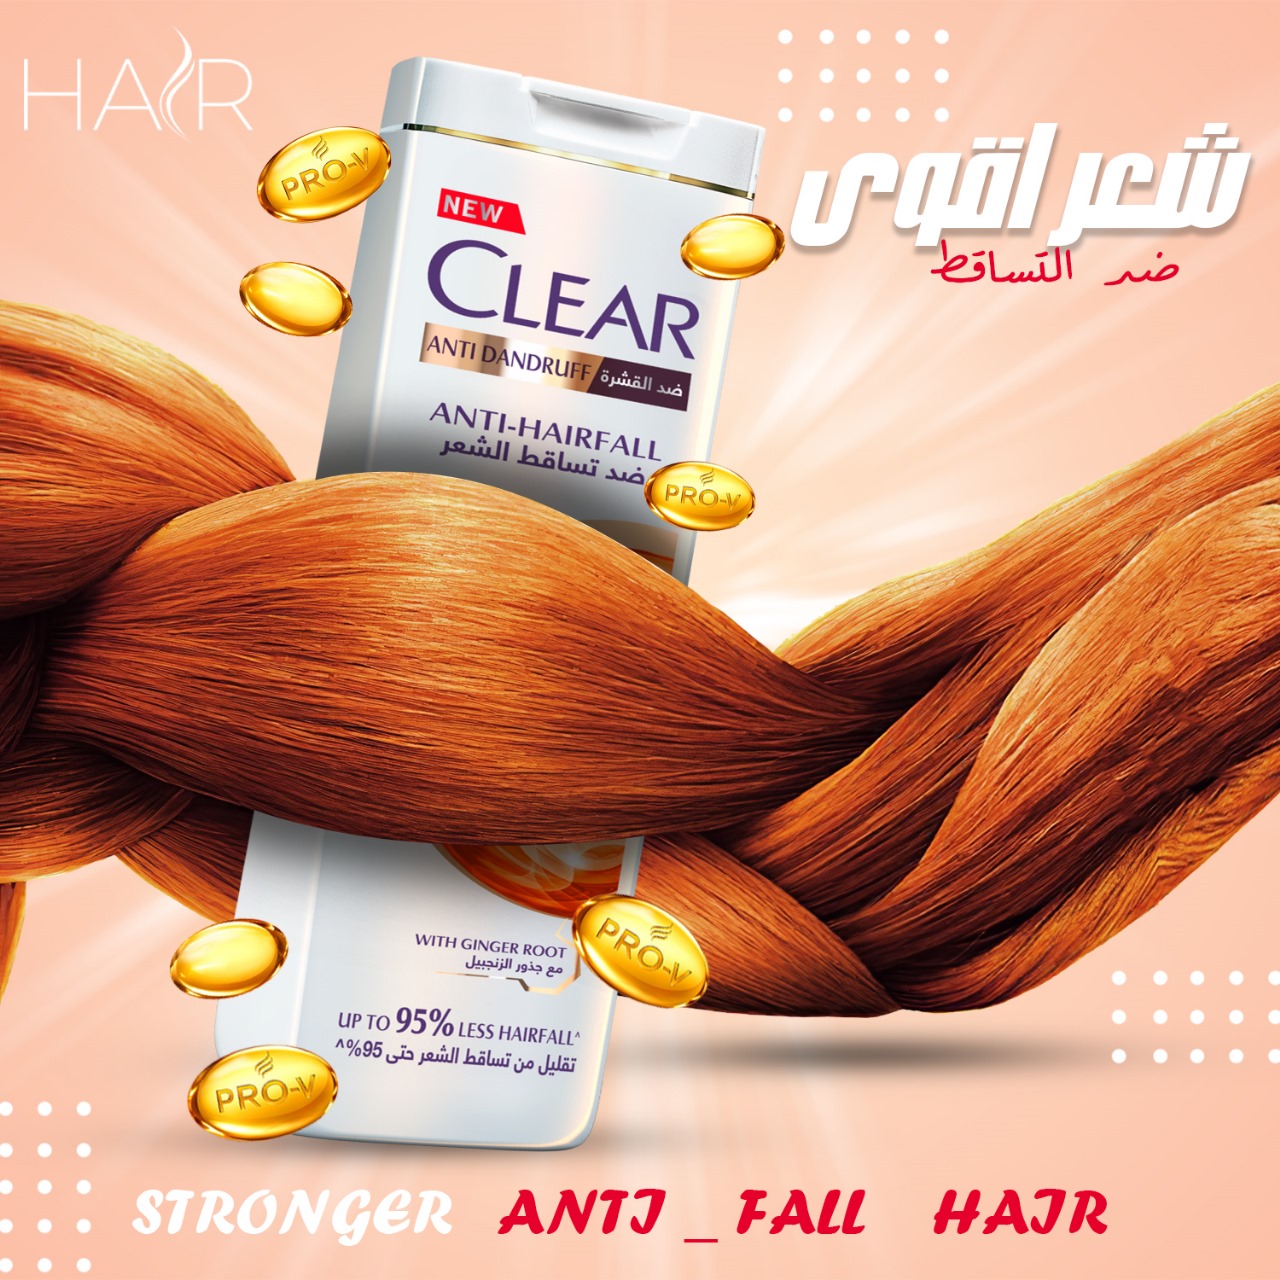 HAIR
شعر اقوى
ضد التساقط
PRO-V
NEW
CLEAR
ANTI DANDRUFF ضد القشرة
ANTI-HAIRFALL
ضد تساقط الشعر
PRO-V
WITH GINGER ROOT
مع جذور الزنجبيل
PRO-V
UP TO 95% LESS HAIRFALL^
تقليل من تساقط الشعر حتى 95%^
PRO-V
STRONGER ANTI_FALL HAIR